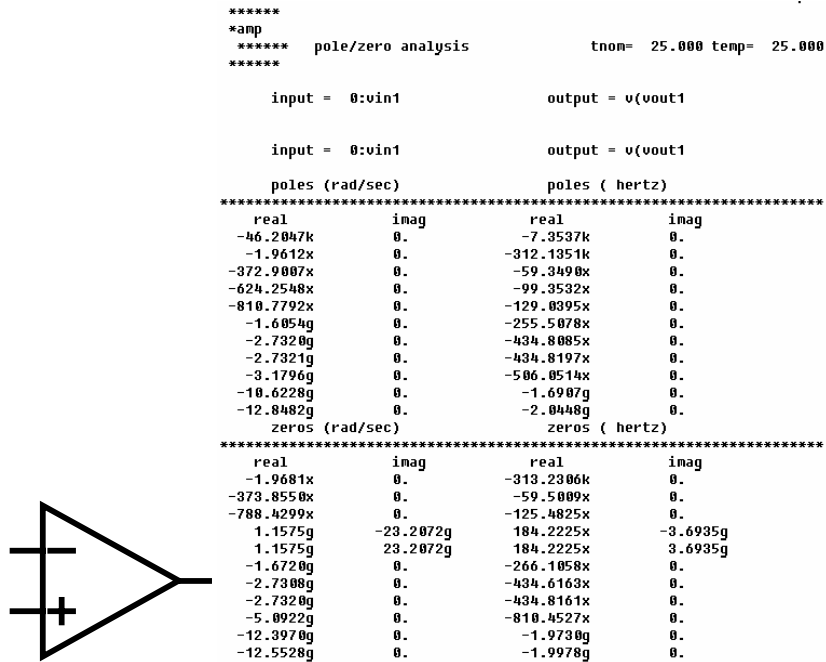 ******
*amp
****** pole/zero analysis tnom= 25.000 temp= 25.000
******
input = 0:vin1 output = v(vout1
input = 0:vin1 output = v(vout1
poles (rad/sec) poles ( hertz)
**********************************************************************
real imag real imag
-46.2047k 0. -7.3537k 0.
-1.9612x 0. -312.1351k 0.
-372.9007x 0. -59.3490x 0.
-624.2548x 0. -99.3532x 0.
-810.7792x 0. -129.0395x 0.
-1.6054g 0. -255.5078x 0.
-2.7320g 0. -434.8085x 0.
-2.7321g 0. -434.8197x 0.
-3.1796g 0. -506.0514x 0.
-10.6228g 0. -1.6907g 0.
-12.8482g 0. -2.0448g 0.
zeros (rad/sec) zeros ( hertz)
**********************************************************************
real imag real imag
-1.9681x 0. -313.2306k 0.
-373.8550x 0. -59.5009x 0.
-788.4299x 0. -125.4825x 0.
1.1575g -23.2072g 184.2225x -3.6935g
1.1575g 23.2072g 184.2225x 3.6935g
-1.6720g 0. -266.1058x 0.
-2.7308g 0. -434.6163x 0.
-2.7320g 0. -434.8161x 0.
-5.0922g 0. -810.4527x 0.
-12.3970g 0. -1.9730g 0.
-12.5528g 0. -1.9978g 0.